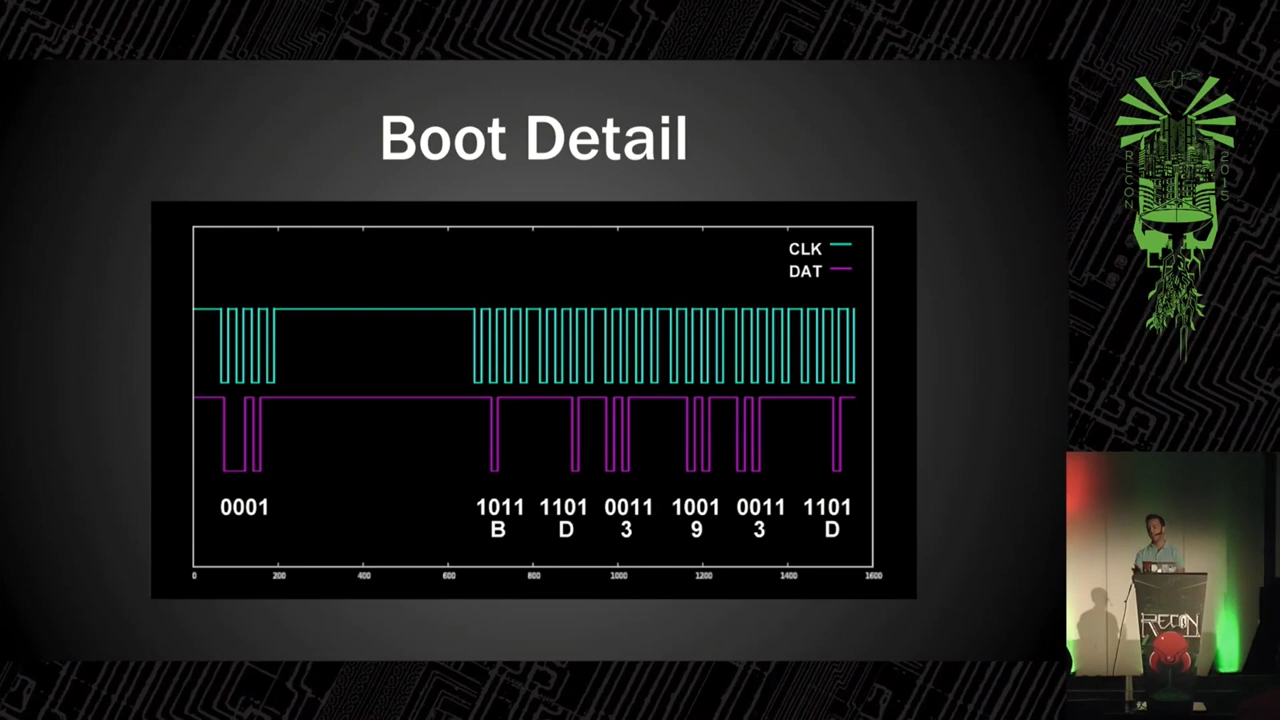 Boot Detail
CLK
DAT
0001 1011 1101 0011 1001 0011 1101
B D 3 9 3 D
0 200 400 600 800 1000 1200 1400 1600
RECON
2015
RECON